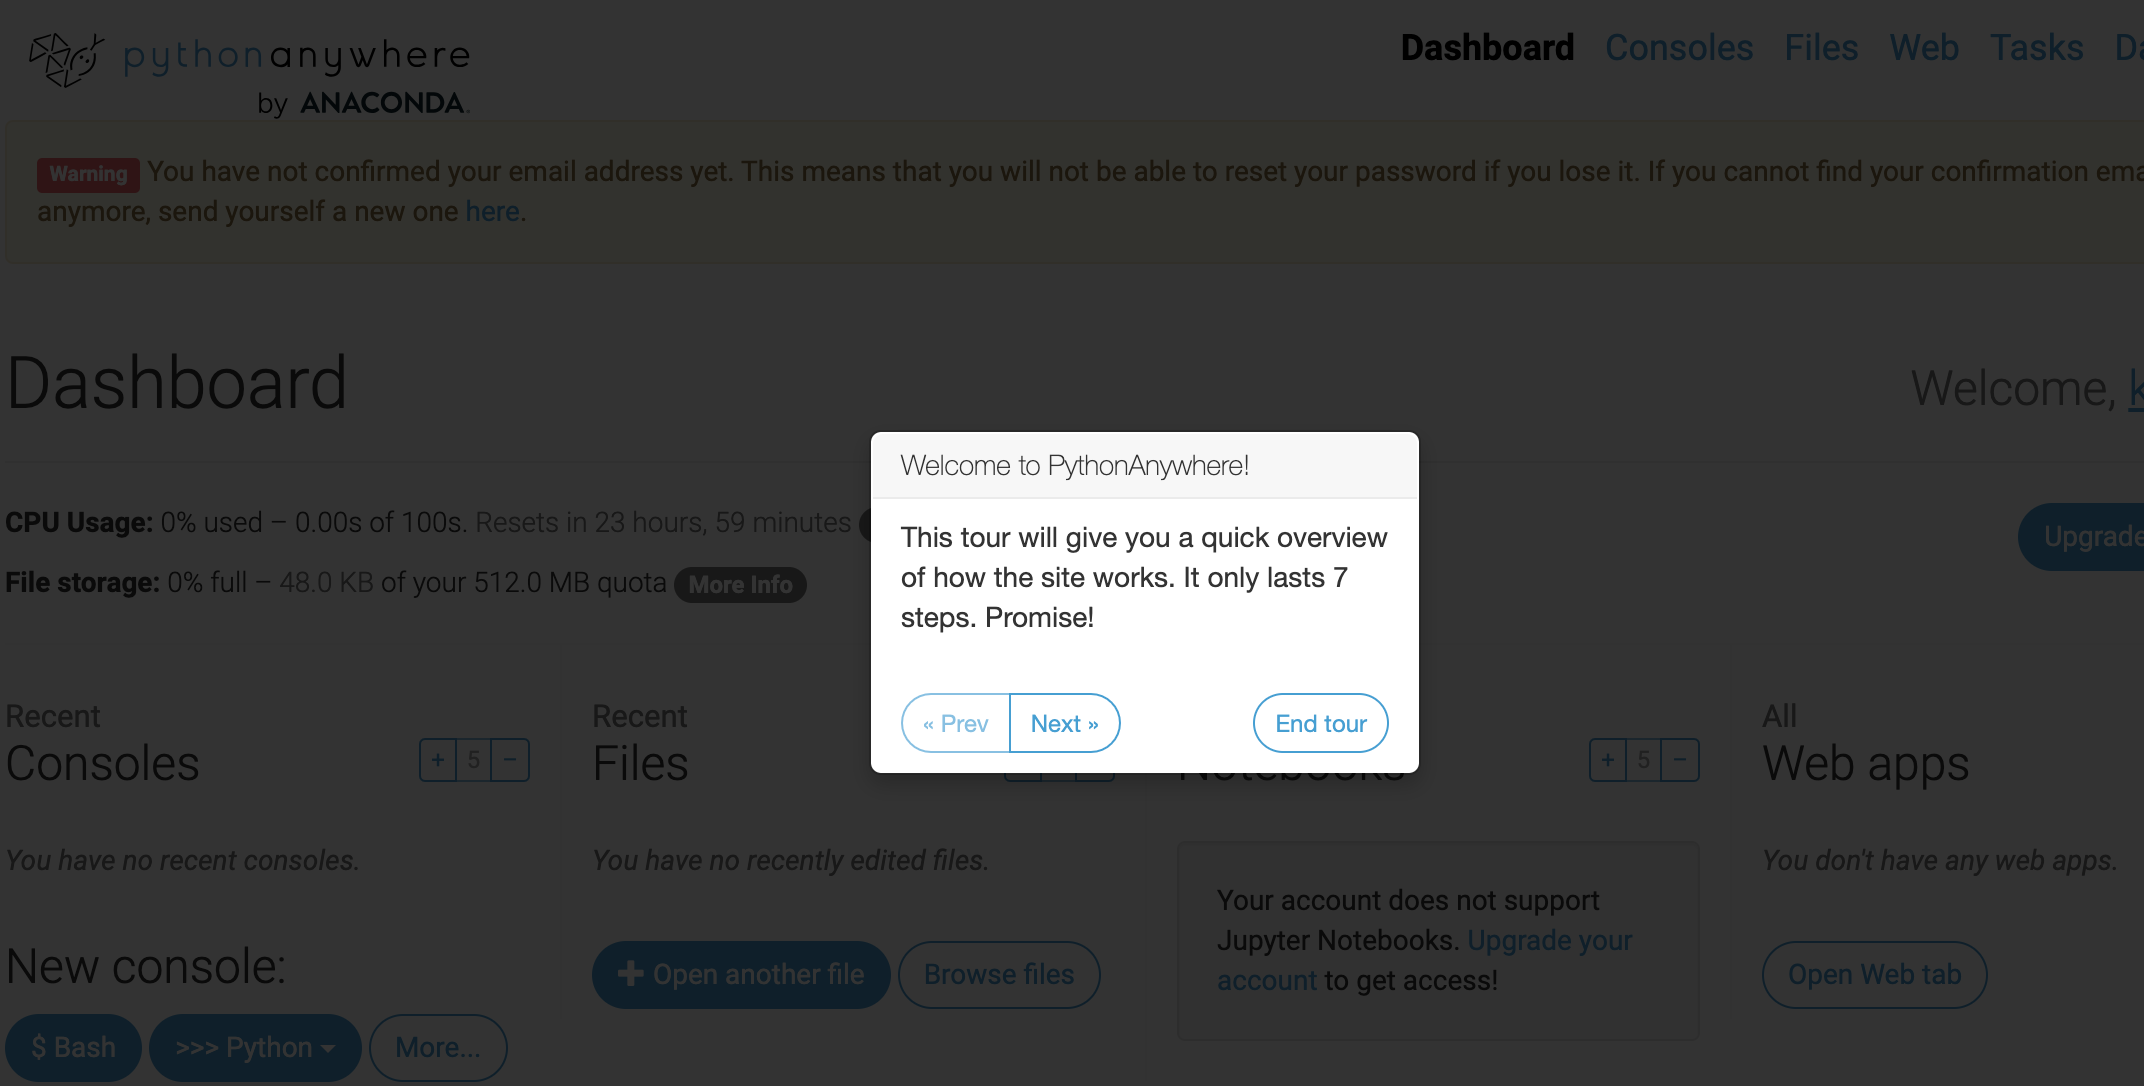 pythonanywhere
by ANACONDA.
Dashboard Consoles Files Web Tasks
Warning You have not confirmed your email address yet. This means that you will not be able to reset your password if you lose it. If you cannot find your confirmation
anymore, send yourself a new one here.
Dashboard
Welcome,
CPU Usage: 0% used – 0.00s of 100s. Resets in 23 hours, 59 minutes
Upgrade
File storage: 0% full – 48.0 KB of your 512.0 MB quota More Info
Welcome to PythonAnywhere!
This tour will give you a quick overview
of how the site works. It only lasts 7
steps. Promise!
« Prev Next » End tour
Recent
Consoles
+ 5 −
You have no recent consoles.
New console:
$ Bash >>> Python More...
Recent
Files
You have no recently edited files.
+ Open another file Browse files
Notebooks
+ 5 −
Your account does not support
Jupyter Notebooks. Upgrade your
account to get access!
All
Web apps
You don't have any web apps.
Open Web tab